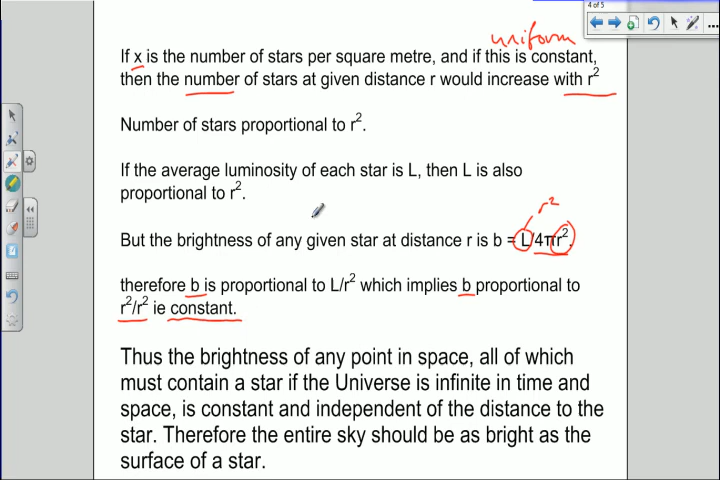 4 of 5
uniform
If x is the number of stars per square metre, and if this is constant,
then the number of stars at given distance r would increase with r²
Number of stars proportional to r².
If the average luminosity of each star is L, then L is also
proportional to r².
r²
But the brightness of any given star at distance r is b = L/4πr².
therefore b is proportional to L/r² which implies b proportional to
r²/r² ie constant.
Thus the brightness of any point in space, all of which
must contain a star if the Universe is infinite in time and
space, is constant and independent of the distance to the
star. Therefore the entire sky should be as bright as the
surface of a star.